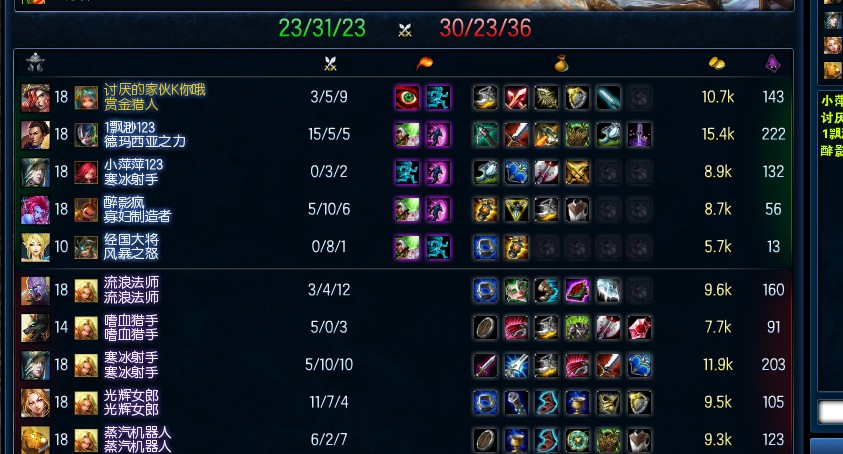 23/31/23 30/23/36
18 讨厌的家伙K你哦 3/5/9 10.7k 143
赏金猎人
18 1飘渺123 15/5/5 15.4k 222
德玛西亚之力
18 小萍萍123 0/3/2 8.9k 132
寒冰射手
18 醉影疯 5/10/6 8.7k 56
寡妇制造者
10 经国大将 0/8/1 5.7k 13
风暴之怒
18 流浪法师 3/4/12 9.6k 160
流浪法师
14 嗜血猎手 5/0/3 7.7k 91
嗜血猎手
18 寒冰射手 5/10/10 11.9k 203
寒冰射手
18 光辉女郎 11/7/4 9.5k 105
光辉女郎
18 蒸汽机器人 6/2/7 9.3k 123
蒸汽机器人
小萍
讨厌
1飘
醉影